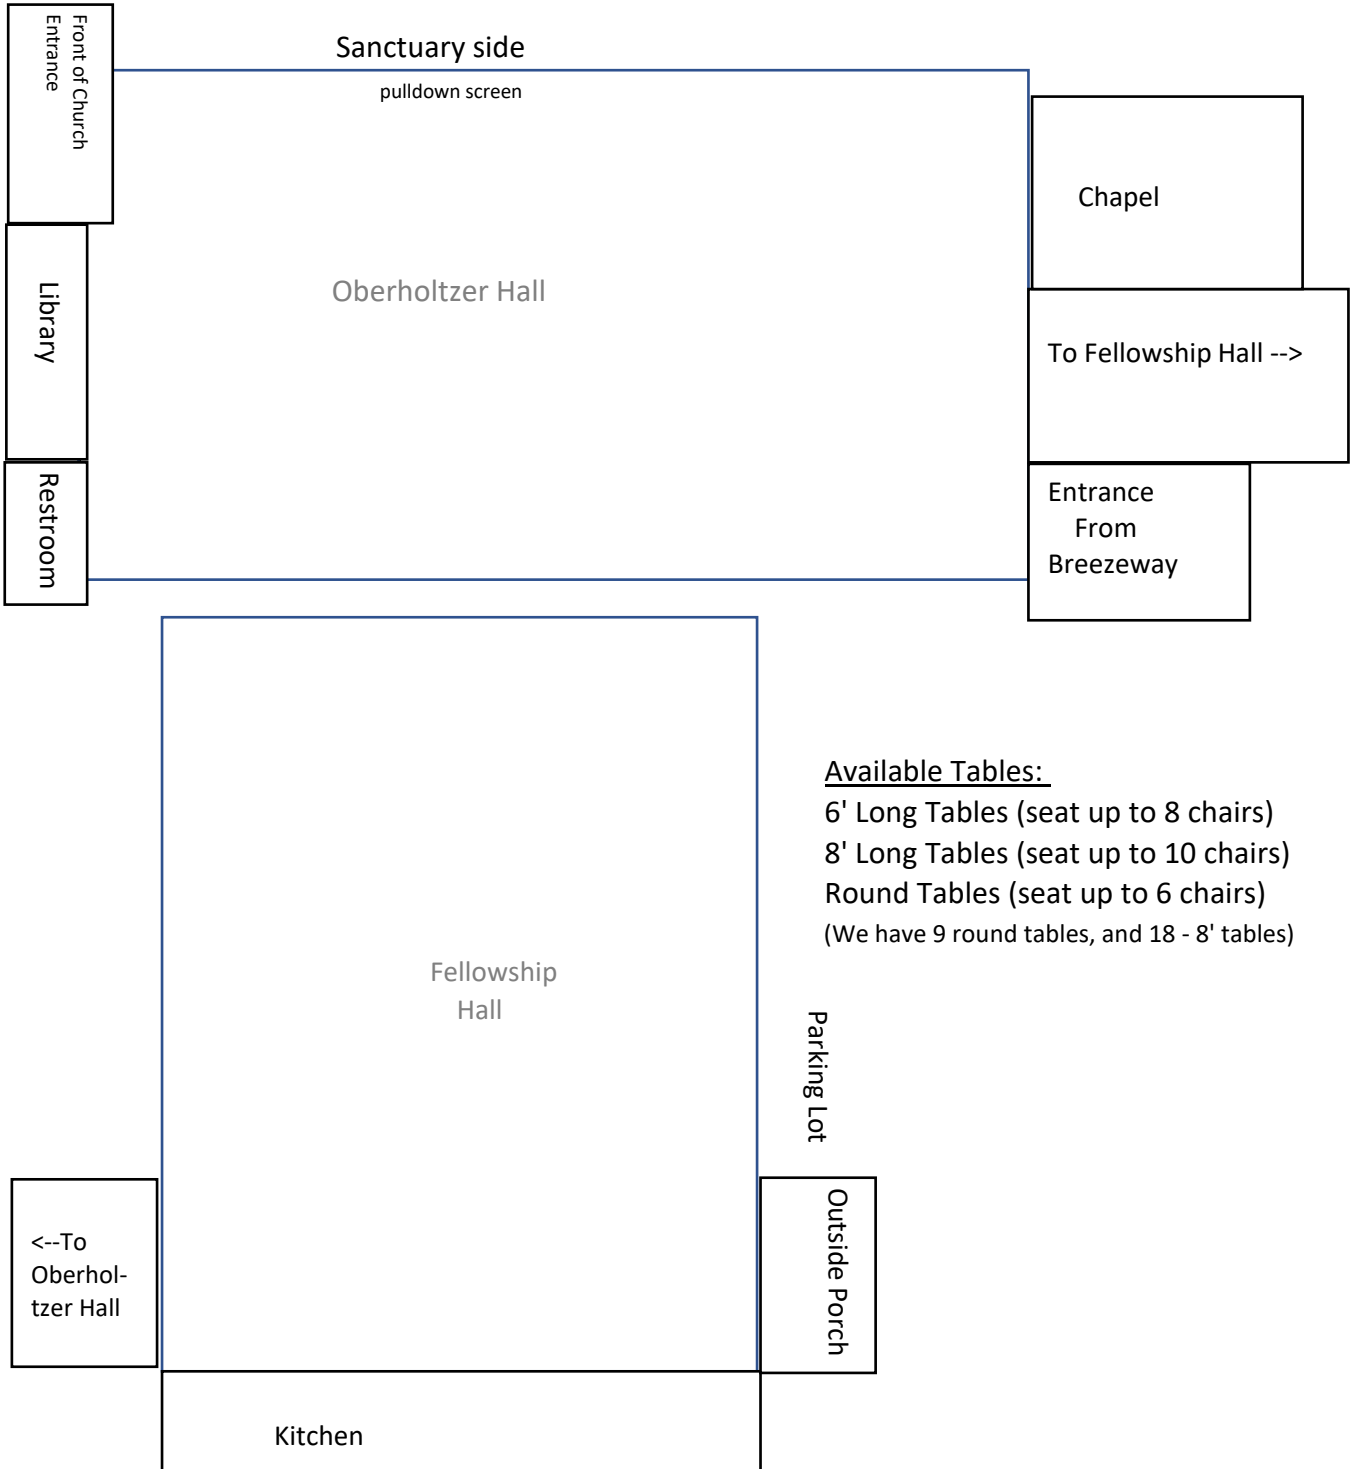 Front of Church
Entrance
Sanctuary side
pulldown screen
Chapel
Oberholtzer Hall
Library
To Fellowship Hall -->
Restroom
Entrance
From
Breezeway
Available Tables:
6' Long Tables (seat up to 8 chairs)
8' Long Tables (seat up to 10 chairs)
Round Tables (seat up to 6 chairs)
(We have 9 round tables, and 18 - 8' tables)
Fellowship
Hall
Parking Lot
<--To
Oberhol-
tzer Hall
Outside Porch
Kitchen